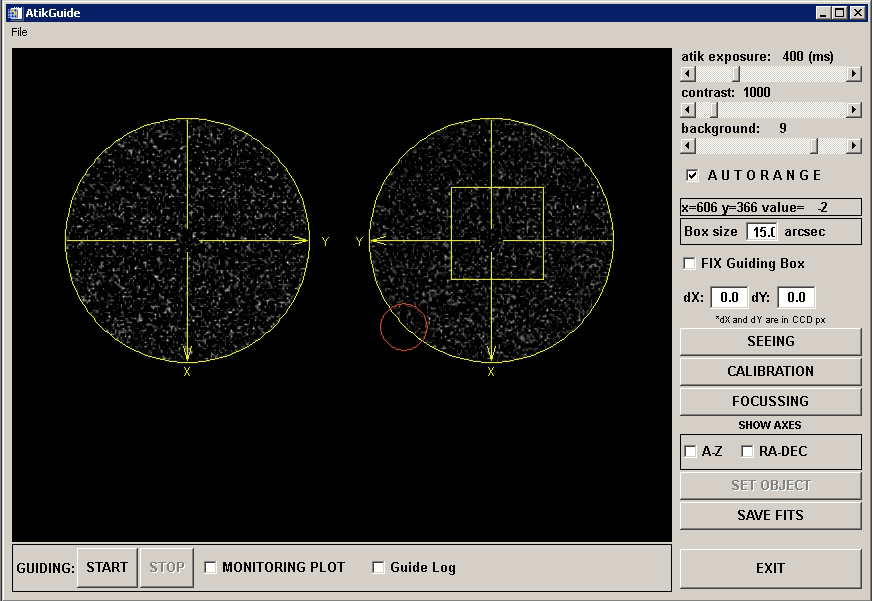 AtikGuide
File
atik exposure: 400 (ms)
contrast: 1000
background: 9
AUTORANGE
x=606 y=366 value= -2
Box size 15.0 arcsec
FIX Guiding Box
dX: 0.0 dY: 0.0
*dX and dY are in CCD px
SEEING
CALIBRATION
FOCUSSING
SHOW AXES
A-Z RA-DEC
SET OBJECT
SAVE FITS
EXIT
Y Y
X X
GUIDING: START STOP MONITORING PLOT Guide Log